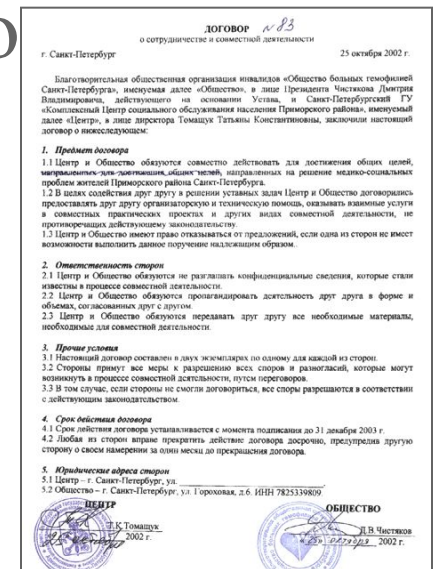 О
ДОГОВОР №83
о сотрудничестве и совместной деятельности
г. Санкт-Петербург 25 октября 2002 г.
Благотворительная общественная организация инвалидов «Общество больных гемофилией
Санкт-Петербурга», именуемая далее «Общество», в лице Президента Чистякова Дмитрия
Владимировича, действующего на основании Устава, и Санкт-Петербургский ГУ
«Комплексный Центр социального обслуживания населения Приморского района», именуемый
далее «Центр», в лице директора Томащук Татьяны Константиновны, заключили настоящий
договор о нижеследующем:
1. Предмет договора
1.1 Центр и Общество обязуются совместно действовать для достижения общих целей,
направленных для достижения общих целей, направленных на решение медико-социальных
проблем жителей Приморского района Санкт-Петербурга.
1.2 В целях содействия друг другу в решении уставных задач Центр и Общество договорились
предоставлять друг другу организаторскую и техническую помощь, оказывать взаимные услуги
в совместных практических проектах и других видах совместной деятельности, не
противоречащих действующему законодательству.
1.3 Центр и Общество имеют право отказываться от предложений, если одна из сторон не имеет
возможности выполнить данное поручение надлежащим образом.
2. Ответственность сторон
2.1 Центр и Общество обязуются не разглашать конфиденциальные сведения, которые стали
известны в процессе совместной деятельности.
2.2 Центр и Общество обязуются пропагандировать деятельность друг друга в форме и
объемах, согласованных друг с другом.
2.3 Центр и Общество обязуются передавать друг другу все необходимые материалы,
необходимые для совместной деятельности.
3. Прочие условия
3.1 Настоящий договор составлен в двух экземплярах по одному для каждой из сторон.
3.2 Стороны примут все меры к разрешению всех споров и разногласий, которые могут
возникнуть в процессе совместной деятельности, путем переговоров.
3.3 В том случае, если стороны не смогли договориться, все споры разрешаются в соответствии
с действующим законодательством.
4. Срок действия договора
4.1 Срок действия договора устанавливается с момента подписания до 31 декабря 2003 г.
4.2 Любая из сторон вправе прекратить действие договора досрочно, предупредив другую
сторону о своем намерении за один месяц до прекращения договора.
5. Юридические адреса сторон
5.1 Центр – г. Санкт-Петербург, ул.
5.2 Общество – г. Санкт-Петербург, ул. Гороховая, д.6. ИНН 7825339809
ЦЕНТР ОБЩЕСТВО
Т.К.Томащук Д.В.Чистяков
25 октября 2002 г. «25» октября 2002 г.